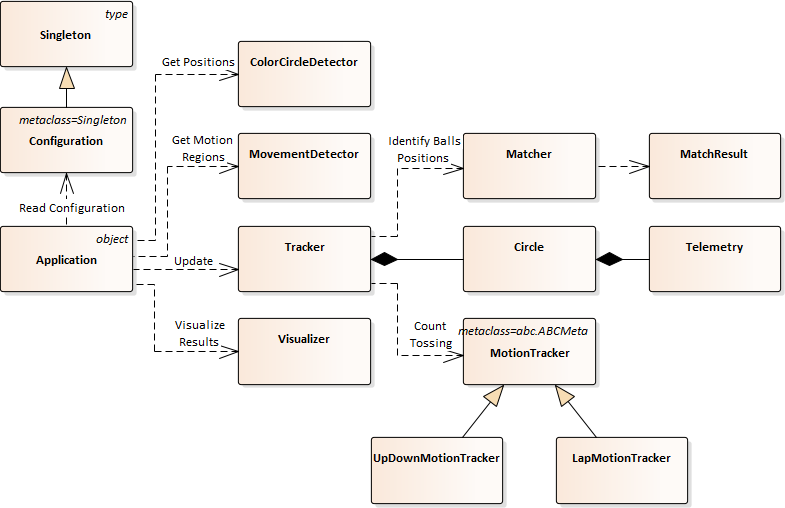 type
Singleton
metaclass=Singleton
Configuration
Read Configuration
object
Application
Get Positions
ColorCircleDetector
Get Motion
Regions
MovementDetector
Update
Tracker
Visualize
Results
Visualizer
Identify Balls
Positions
Matcher
MatchResult
Circle
Telemetry
Count
Tossing
metaclass=abc.ABCMeta
MotionTracker
UpDownMotionTracker
LapMotionTracker